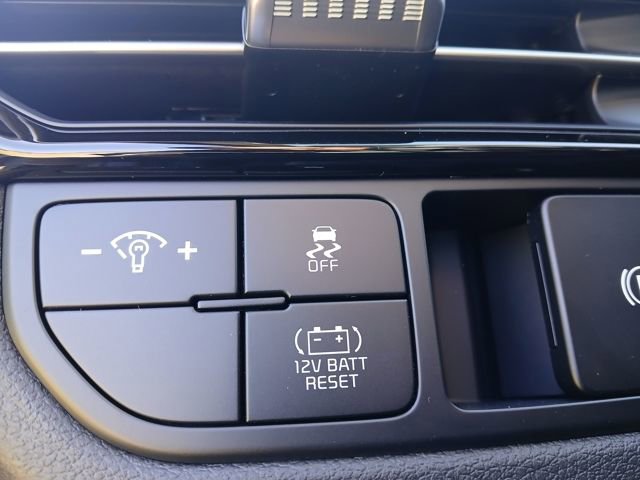 - +
OFF
- +
12V BATT
RESET